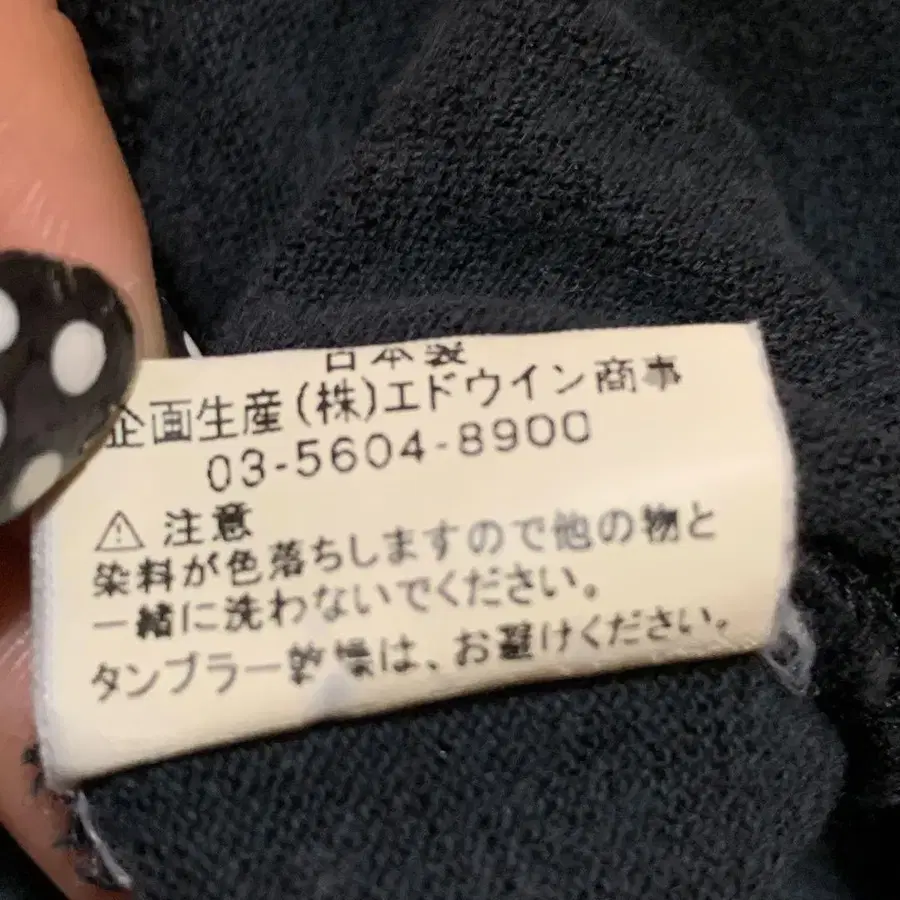 日本製
企画生産(株)エドウイン商事
03-5604-8900
⚠ 注意
染料が色落ちしますので他の物と
一緒に洗わないでください。
タンブラー乾燥は、お避けください。